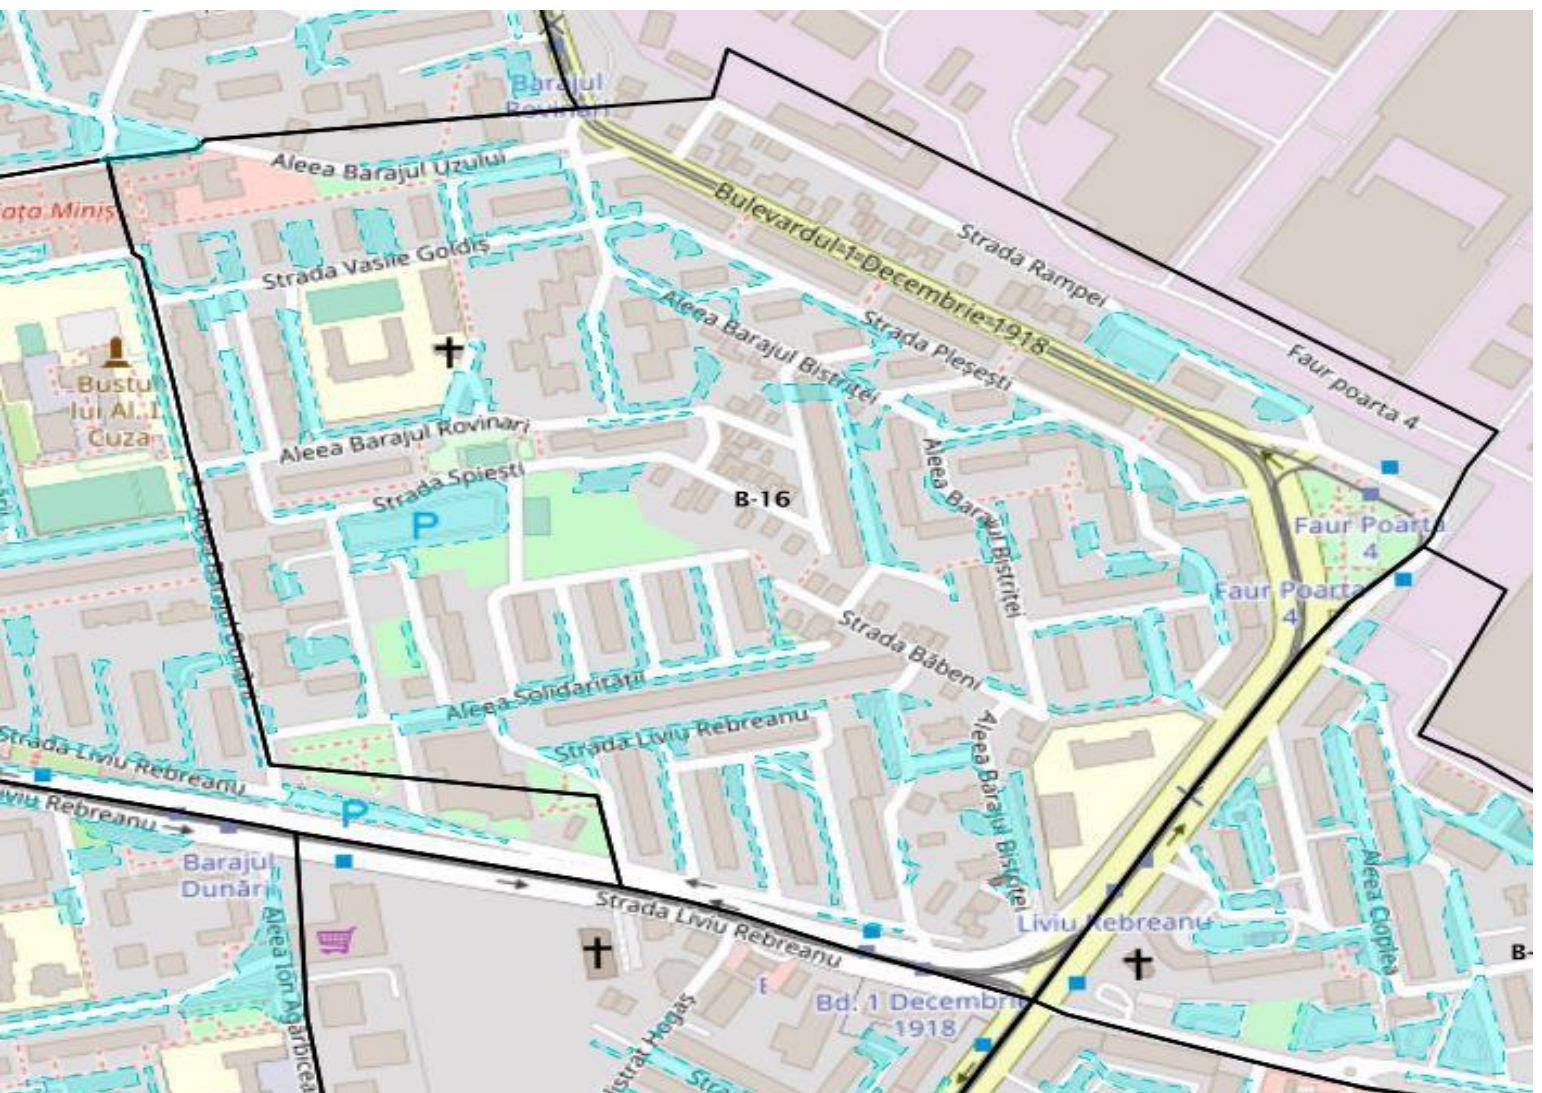 Barajul
Rovinari
Aleea Barajul Uzului
Bulevardul 1 Decembrie 1918
Strada Rampei
Strada Vasile Goldiș
Aleea Barajul Bistriței
Strada Pleșești
Faur poarta 4
Bustul
lui Al. I.
Cuza
Aleea Barajul Rovinari
Strada Spiești
P
B-16
Aleea Barajul Bistriței
Faur Poarta
4
Faur Poarta
4
Strada Băbeni
Aleea Solidarității
Strada Liviu Rebreanu
Strada Liviu Rebreanu
Aleea Barajul Bistriței
P
Liviu Rebreanu
Barajul
Dunării
Aleea Cioplea
Strada Liviu Rebreanu
Liviu Rebreanu
B-
Aleea Ion Agârbicea
Bd. 1 Decembrie
1918
istrat Hogaș